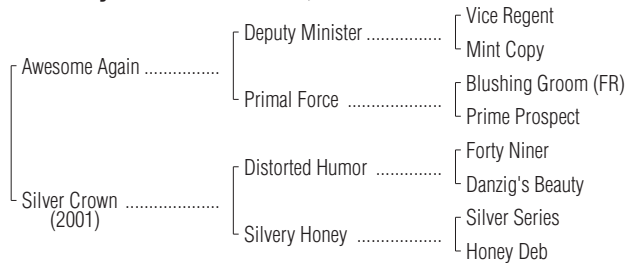 Vice Regent
Deputy Minister ................
Mint Copy
Awesome Again ................
Blushing Groom (FR)
Primal Force ....................
Prime Prospect
Forty Niner
Distorted Humor ..............
Danzig's Beauty
Silver Crown ....................
(2001)
Silver Series
Silvery Honey ..................
Honey Deb